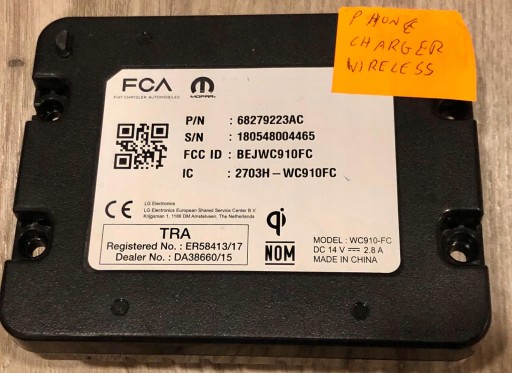 PHONE
CHARGER
WIRELESS
FCA
FIAT CHRYSLER AUTOMOBILES
MOPAR
P/N : 68279223AC
S/N : 180548004465
FCC ID : BEJWC910FC
IC : 2703H-WC910FC
LG Electronics
LG Electronics European Shared Service Center B.V.
Krijgsman 1, 1186 DM Amstelveen, The Netherlands
CE
TRA
Registered No. : ER58413/17
Dealer No. : DA38660/15
qi
NOM
MODEL : WC910-FC
DC 14 V ⎓ 2.8 A
MADE IN CHINA